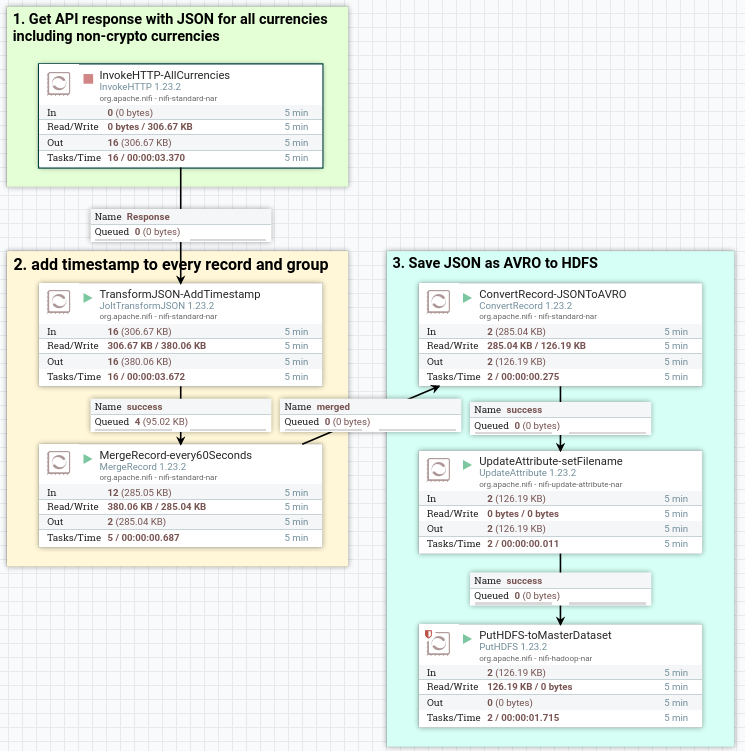 1. Get API response with JSON for all currencies
including non-crypto currencies
InvokeHTTP-AllCurrencies
InvokeHTTP 1.23.2
org.apache.nifi - nifi-standard-nar
In 0 (0 bytes) 5 min
Read/Write 0 bytes / 306.67 KB 5 min
Out 16 (306.67 KB) 5 min
Tasks/Time 16 / 00:00:03.370 5 min
Name Response
Queued 0 (0 bytes)
2. add timestamp to every record and group
TransformJSON-AddTimestamp
JoltTransformJSON 1.23.2
org.apache.nifi - nifi-standard-nar
In 16 (306.67 KB) 5 min
Read/Write 306.67 KB / 380.06 KB 5 min
Out 16 (380.06 KB) 5 min
Tasks/Time 16 / 00:00:03.672 5 min
Name success
Queued 4 (95.02 KB)
MergeRecord-every60Seconds
MergeRecord 1.23.2
org.apache.nifi - nifi-standard-nar
In 12 (285.05 KB) 5 min
Read/Write 380.06 KB / 285.04 KB 5 min
Out 2 (285.04 KB) 5 min
Tasks/Time 5 / 00:00:00.687 5 min
Name merged
Queued 0 (0 bytes)
3. Save JSON as AVRO to HDFS
ConvertRecord-JSONToAVRO
ConvertRecord 1.23.2
org.apache.nifi - nifi-standard-nar
In 2 (285.04 KB) 5 min
Read/Write 285.04 KB / 126.19 KB 5 min
Out 2 (126.19 KB) 5 min
Tasks/Time 2 / 00:00:00.275 5 min
Name success
Queued 0 (0 bytes)
UpdateAttribute-setFilename
UpdateAttribute 1.23.2
org.apache.nifi - nifi-update-attribute-nar
In 2 (126.19 KB) 5 min
Read/Write 0 bytes / 0 bytes 5 min
Out 2 (126.19 KB) 5 min
Tasks/Time 2 / 00:00:00.011 5 min
Name success
Queued 0 (0 bytes)
PutHDFS-toMasterDataset
PutHDFS 1.23.2
org.apache.nifi - nifi-hadoop-nar
In 2 (126.19 KB) 5 min
Read/Write 126.19 KB / 0 bytes 5 min
Out 0 (0 bytes) 5 min
Tasks/Time 2 / 00:00:01.715 5 min